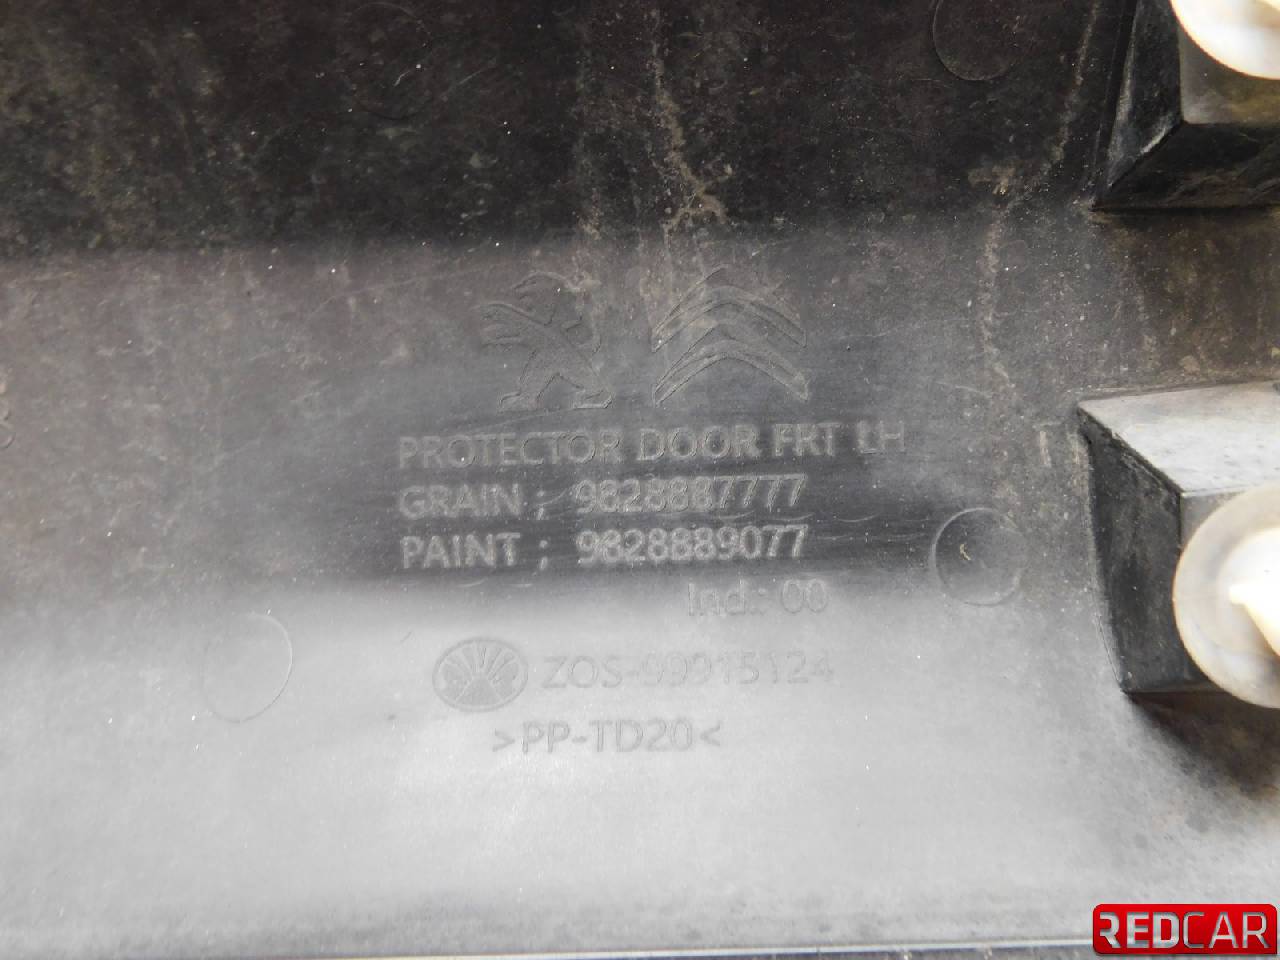 PROTECTOR DOOR FRT LH
GRAIN ; 9828887777
PAINT ; 9828889077
Ind.: 00
ZOS-99915124
>PP-TD20<
REDCAR